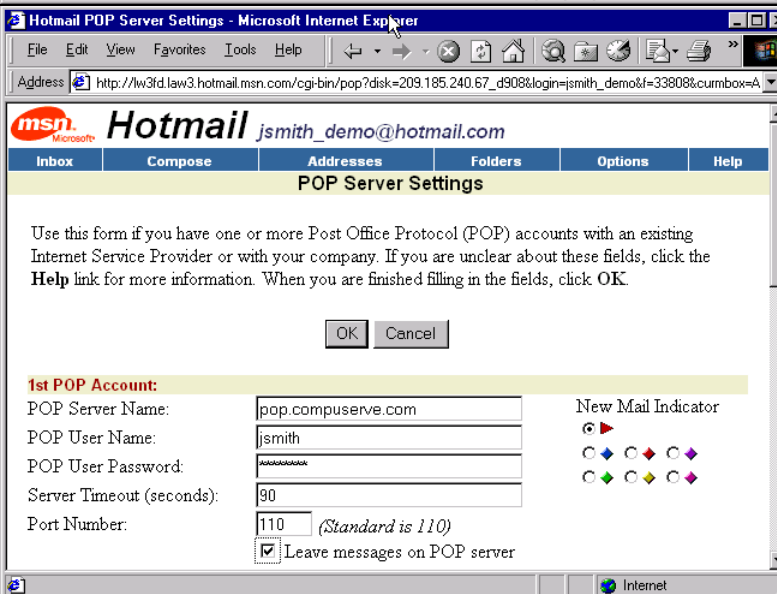 Hotmail POP Server Settings - Microsoft Internet Explorer
File Edit View Favorites Tools Help
Address http://lw3fd.law3.hotmail.msn.com/cgi-bin/pop?disk=209.185.240.67_d908&login=jsmith_demo&f=33808&curmbox=A
msn. Microsoft Hotmail jsmith_demo@hotmail.com
Inbox Compose Addresses Folders Options Help
POP Server Settings
Use this form if you have one or more Post Office Protocol (POP) accounts with an existing
Internet Service Provider or with your company. If you are unclear about these fields, click the
Help link for more information. When you are finished filling in the fields, click OK.
OK Cancel
1st POP Account:
POP Server Name: pop.compuserve.com New Mail Indicator
POP User Name: jsmith
POP User Password: *********
Server Timeout (seconds): 90
Port Number: 110 (Standard is 110)
Leave messages on POP server
Internet